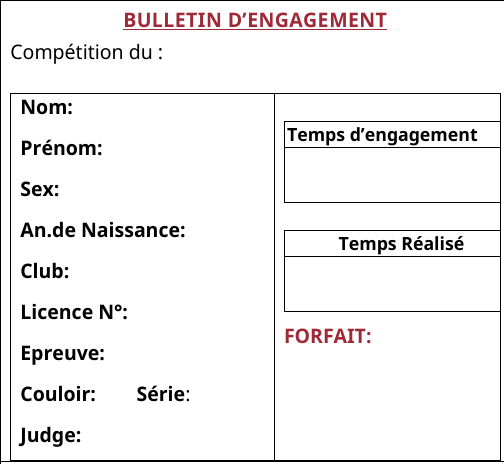 BULLETIN D'ENGAGEMENT
Compétition du :
Nom:
Prénom:
Sex:
An.de Naissance:
Club:
Licence N°:
Epreuve:
Couloir: Série:
Judge:
Temps d'engagement
Temps Réalisé
FORFAIT: